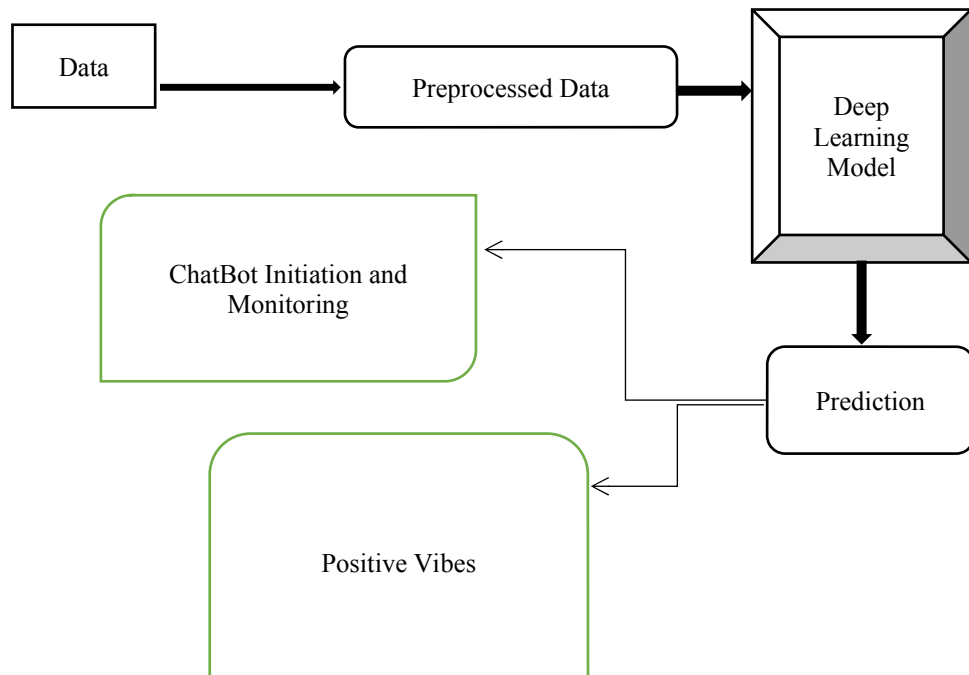 Data
Preprocessed Data
Deep
Learning
Model
ChatBot Initiation and
Monitoring
Prediction
Positive Vibes